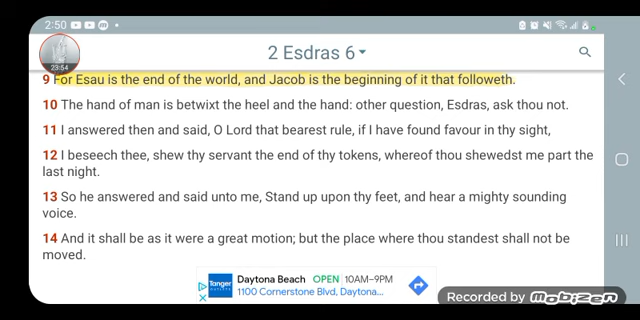 2:50
2 Esdras 6
23:54
9 For Esau is the end of the world, and Jacob is the beginning of it that followeth.
10 The hand of man is betwixt the heel and the hand: other question, Esdras, ask thou not.
11 I answered then and said, O Lord that bearest rule, if I have found favour in thy sight,
12 I beseech thee, shew thy servant the end of thy tokens, whereof thou shewedst me part the
last night.
13 So he answered and said unto me, Stand up upon thy feet, and hear a mighty sounding
voice.
14 And it shall be as it were a great motion; but the place where thou standest shall not be
moved.
Tanger
Daytona Beach OPEN 10AM–9PM
1100 Cornerstone Blvd, Daytona...
Recorded by Mobizen